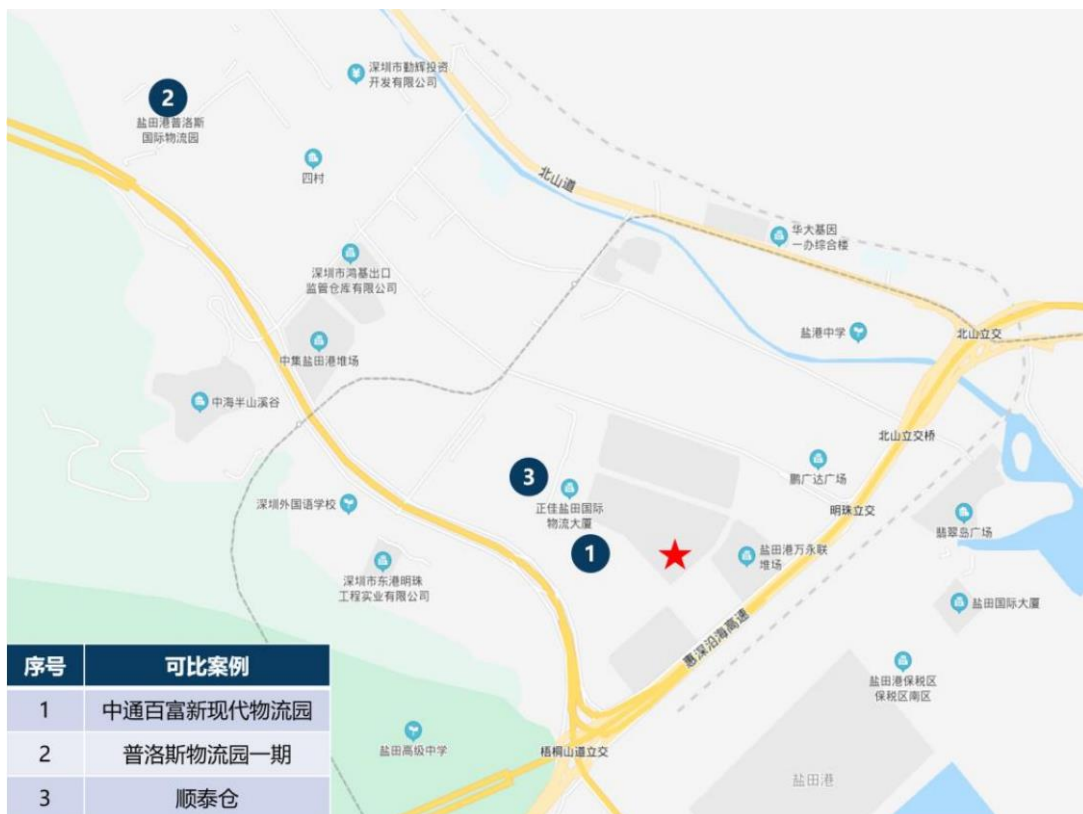 深圳市勤辉投资
开发有限公司
2
盐田港普洛斯
国际物流园
四村
北山道
华大基因
一办综合楼
深圳市鸿基出口
监管仓库有限公司
盐港中学
北山立交
中集盐田港堆场
中海半山溪谷
北山立交桥
3
鹏广达广场
正佳盐田国际
物流大厦
深圳外国语学校
明珠立交
翡翠岛广场
1
盐田港万永联
堆场
深圳市东港明珠
工程实业有限公司
盐田国际大厦
惠深沿海高速
盐田港保税区
保税区南区
盐田高级中学
梧桐山道立交
盐田港
序号 可比案例
1 中通百富新现代物流园
2 普洛斯物流园一期
3 顺泰仓